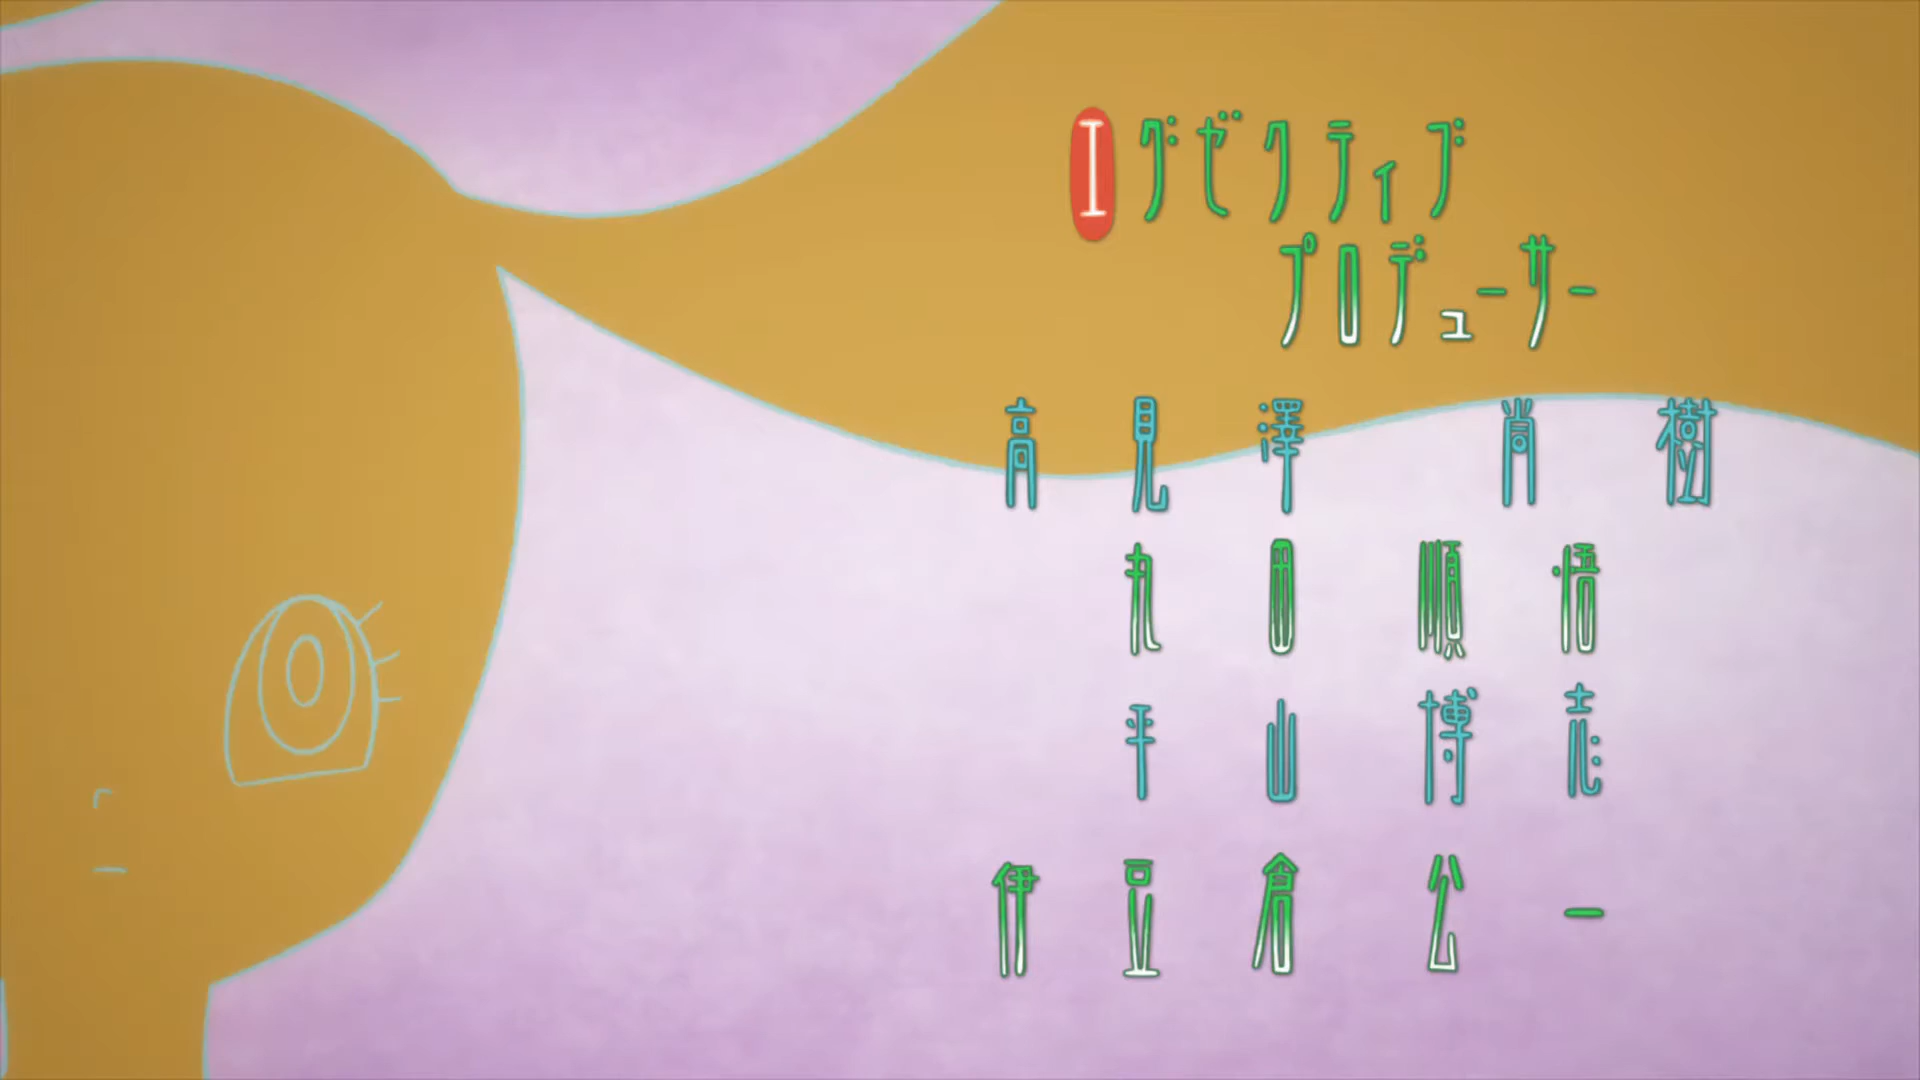 エグゼクティブ
プロデューサー
高見澤 尚樹
丸田順悟
平山博志
伊豆倉公一